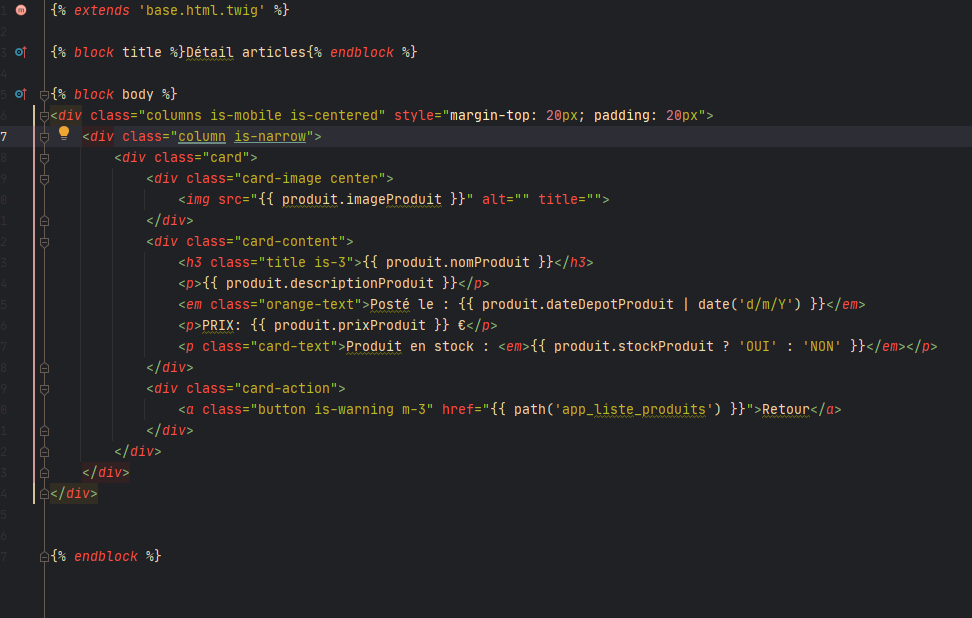 {% extends 'base.html.twig' %}
{% block title %}Détail articles{% endblock %}
{% block body %}
<div class="columns is-mobile is-centered" style="margin-top: 20px; padding: 20px">
7 <div class="column is-narrow">
<div class="card">
<div class="card-image center">
<img src="{{ produit.imageProduit }}" alt="" title="">
</div>
<div class="card-content">
<h3 class="title is-3">{{ produit.nomProduit }}</h3>
<p>{{ produit.descriptionProduit }}</p>
<em class="orange-text">Posté le : {{ produit.dateDepotProduit | date('d/m/Y') }}</em>
<p>PRIX: {{ produit.prixProduit }} €</p>
<p class="card-text">Produit en stock : <em>{{ produit.stockProduit ? 'OUI' : 'NON' }}</em></p>
</div>
<div class="card-action">
<a class="button is-warning m-3" href="{{ path('app_liste_produits') }}">Retour</a>
</div>
</div>
</div>
</div>
{% endblock %}